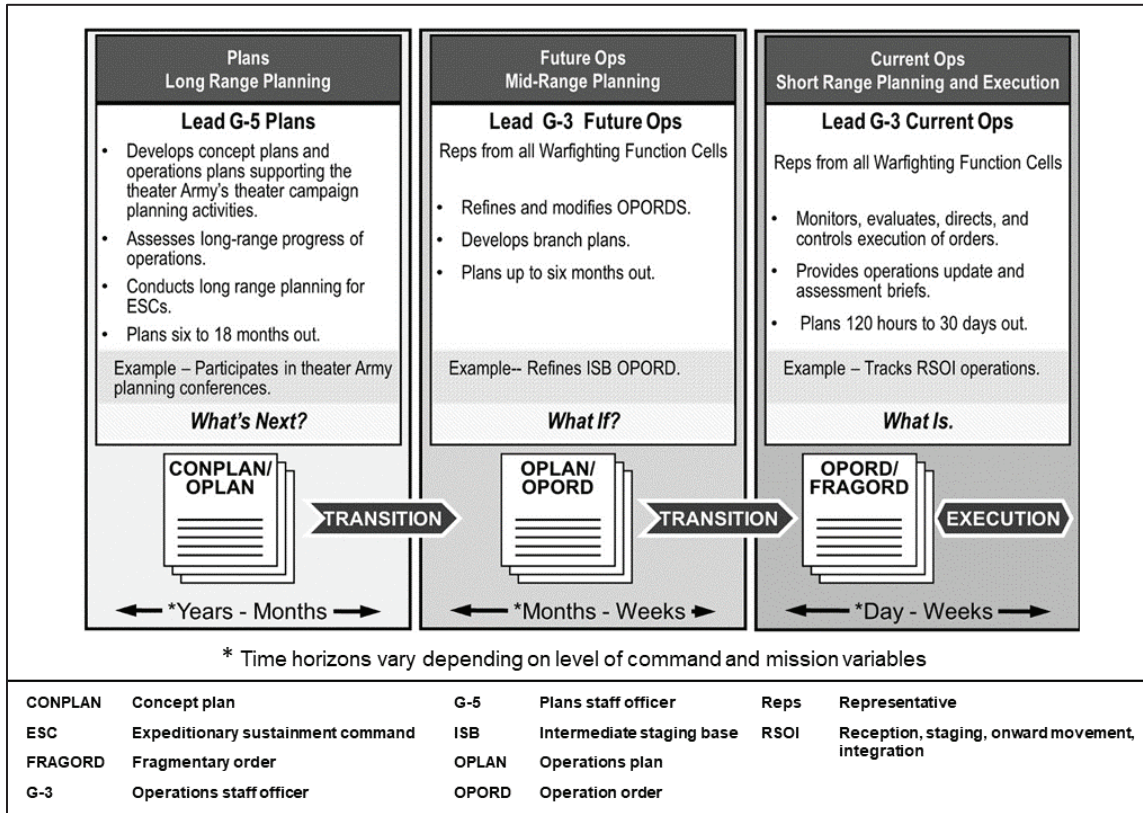 Plans
Long Range Planning
Lead G-5 Plans
• Develops concept plans and
operations plans supporting the
theater Army's theater campaign
planning activities.
• Assesses long-range progress of
operations.
• Conducts long range planning for
ESCs.
• Plans six to 18 months out.
Example – Participates in theater Army
planning conferences.
What's Next?
CONPLAN/
OPLAN
TRANSITION
*Years - Months
Future Ops
Mid-Range Planning
Lead G-3 Future Ops
Reps from all Warfighting Function Cells
• Refines and modifies OPORDS.
• Develops branch plans.
• Plans up to six months out.
Example-- Refines ISB OPORD.
What If?
OPLAN/
OPORD
TRANSITION
*Months - Weeks
Current Ops
Short Range Planning and Execution
Lead G-3 Current Ops
Reps from all Warfighting Function Cells
• Monitors, evaluates, directs, and
controls execution of orders.
• Provides operations update and
assessment briefs.
• Plans 120 hours to 30 days out.
Example – Tracks RSOI operations.
What Is.
OPORD/
FRAGORD
EXECUTION
*Day - Weeks
* Time horizons vary depending on level of command and mission variables
CONPLAN Concept plan
ESC Expeditionary sustainment command
FRAGORD Fragmentary order
G-3 Operations staff officer
G-5 Plans staff officer
ISB Intermediate staging base
OPLAN Operations plan
OPORD Operation order
Reps Representative
RSOI Reception, staging, onward movement,
integration